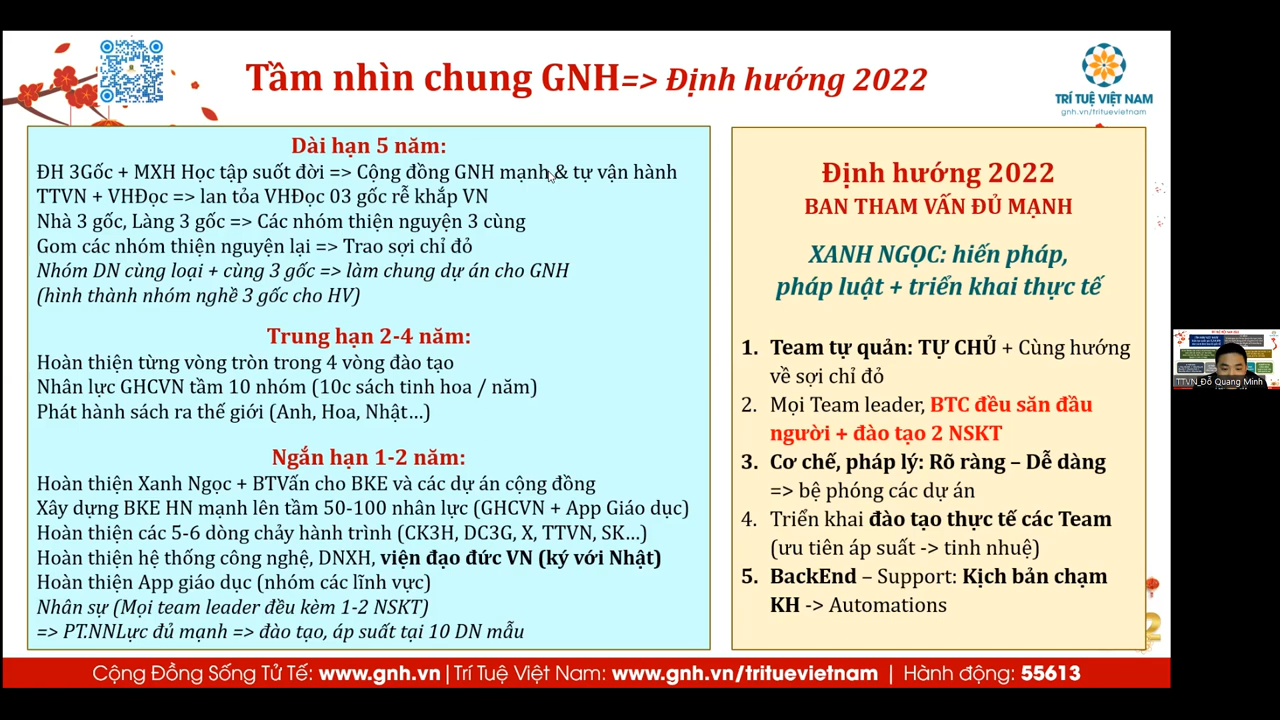 Tầm nhìn chung GNH=> Định hướng 2022
TRÍ TUỆ VIỆT NAM
gnh.vn/trituevietnam
Dài hạn 5 năm:
ĐH 3Gốc + MXH Học tập suốt đời => Cộng đồng GNH mạnh & tự vận hành
TTVN + VHĐọc => lan tỏa VHĐọc 03 gốc rễ khắp VN
Nhà 3 gốc, Làng 3 gốc => Các nhóm thiện nguyện 3 cùng
Gom các nhóm thiện nguyện lại => Trao sợi chỉ đỏ
Nhóm DN cùng loại + cùng 3 gốc => làm chung dự án cho GNH
(hình thành nhóm nghề 3 gốc cho HV)
Trung hạn 2-4 năm:
Hoàn thiện từng vòng tròn trong 4 vòng đào tạo
Nhân lực GHCVN tầm 10 nhóm (10c sách tinh hoa / năm)
Phát hành sách ra thế giới (Anh, Hoa, Nhật...)
Ngắn hạn 1-2 năm:
Hoàn thiện Xanh Ngọc + BTVấn cho BKE và các dự án cộng đồng
Xây dựng BKE HN mạnh lên tầm 50-100 nhân lực (GHCVN + App Giáo dục)
Hoàn thiện các 5-6 dòng chảy hành trình (CK3H, DC3G, X, TTVN, SK...)
Hoàn thiện hệ thống công nghệ, DNXH, viện đạo đức VN (ký với Nhật)
Hoàn thiện App giáo dục (nhóm các lĩnh vực)
Nhân sự (Mọi team leader đều kèm 1-2 NSKT)
=> PT.NNLực đủ mạnh => đào tạo, áp suất tại 10 DN mẫu
Định hướng 2022
BAN THAM VẤN ĐỦ MẠNH
XANH NGỌC: hiến pháp,
pháp luật + triển khai thực tế
1. Team tự quản: TỰ CHỦ + Cùng hướng
về sợi chỉ đỏ
2. Mọi Team leader, BTC đều săn đầu
người + đào tạo 2 NSKT
3. Cơ chế, pháp lý: Rõ ràng – Dễ dàng
=> bệ phóng các dự án
4. Triển khai đào tạo thực tế các Team
(ưu tiên áp suất -> tinh nhuệ)
5. BackEnd – Support: Kịch bản chạm
KH -> Automations
TTVN_Đỗ Quang Minh
Cộng Đồng Sống Tử Tế: www.gnh.vn | Trí Tuệ Việt Nam: www.gnh.vn/trituevietnam | Hành động: 55613